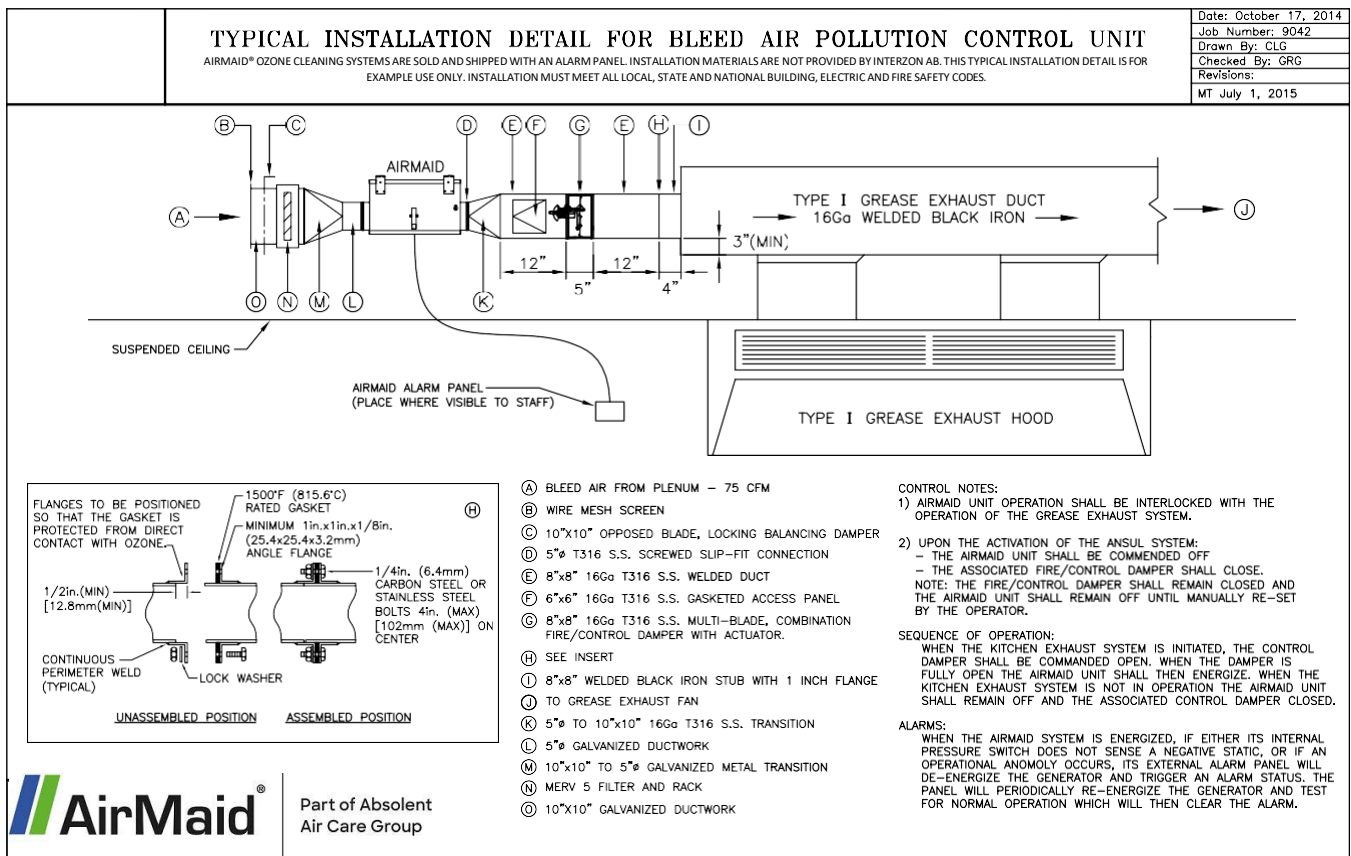 TYPICAL INSTALLATION DETAIL FOR BLEED AIR POLLUTION CONTROL UNIT
AIRMAID® OZONE CLEANING SYSTEMS ARE SOLD AND SHIPPED WITH AN ALARM PANEL. INSTALLATION MATERIALS ARE NOT PROVIDED BY INTERZON AB. THIS TYPICAL INSTALLATION DETAIL IS FOR
EXAMPLE USE ONLY. INSTALLATION MUST MEET ALL LOCAL, STATE AND NATIONAL BUILDING, ELECTRIC AND FIRE SAFETY CODES.
Date: October 17, 2014
Job Number: 9042
Drawn By: CLG
Checked By: GRG
Revisions:
MT July 1, 2015
B
C
D
E
F
G
E
H
I
AIRMAID
A
TYPE I GREASE EXHAUST DUCT
16Ga WELDED BLACK IRON
J
3"(MIN)
12"
5"
12"
4"
O
N
M
L
K
SUSPENDED CEILING
AIRMAID ALARM PANEL
(PLACE WHERE VISIBLE TO STAFF)
TYPE I GREASE EXHAUST HOOD
FLANGES TO BE POSITIONED
SO THAT THE GASKET IS
PROTECTED FROM DIRECT
CONTACT WITH OZONE.
1500°F (815.6°C)
RATED GASKET
H
MINIMUM 1in.x1in.x1/8in.
(25.4x25.4x3.2mm)
ANGLE FLANGE
1/2in.(MIN)
[12.8mm(MIN)]
1/4in. (6.4mm)
CARBON STEEL OR
STAINLESS STEEL
BOLTS 4in. (MAX)
[102mm (MAX)] ON
CENTER
CONTINUOUS
PERIMETER WELD
(TYPICAL)
LOCK WASHER
UNASSEMBLED POSITION
ASSEMBLED POSITION
A BLEED AIR FROM PLENUM – 75 CFM
B WIRE MESH SCREEN
C 10"X10" OPPOSED BLADE, LOCKING BALANCING DAMPER
D 5"ø T316 S.S. SCREWED SLIP-FIT CONNECTION
E 8"x8" 16Ga T316 S.S. WELDED DUCT
F 6"x6" 16Ga T316 S.S. GASKETED ACCESS PANEL
G 8"x8" 16Ga T316 S.S. MULTI-BLADE, COMBINATION
FIRE/CONTROL DAMPER WITH ACTUATOR.
H SEE INSERT
I 8"x8" WELDED BLACK IRON STUB WITH 1 INCH FLANGE
J TO GREASE EXHAUST FAN
K 5"ø TO 10"x10" 16Ga T316 S.S. TRANSITION
L 5"ø GALVANIZED DUCTWORK
M 10"x10" TO 5"ø GALVANIZED METAL TRANSITION
N MERV 5 FILTER AND RACK
O 10"X10" GALVANIZED DUCTWORK
CONTROL NOTES:
1) AIRMAID UNIT OPERATION SHALL BE INTERLOCKED WITH THE
OPERATION OF THE GREASE EXHAUST SYSTEM.
2) UPON THE ACTIVATION OF THE ANSUL SYSTEM:
– THE AIRMAID UNIT SHALL BE COMMENDED OFF
– THE ASSOCIATED FIRE/CONTROL DAMPER SHALL CLOSE.
NOTE: THE FIRE/CONTROL DAMPER SHALL REMAIN CLOSED AND
THE AIRMAID UNIT SHALL REMAIN OFF UNTIL MANUALLY RE-SET
BY THE OPERATOR.
SEQUENCE OF OPERATION:
WHEN THE KITCHEN EXHAUST SYSTEM IS INITIATED, THE CONTROL
DAMPER SHALL BE COMMANDED OPEN. WHEN THE DAMPER IS
FULLY OPEN THE AIRMAID UNIT SHALL THEN ENERGIZE. WHEN THE
KITCHEN EXHAUST SYSTEM IS NOT IN OPERATION THE AIRMAID UNIT
SHALL REMAIN OFF AND THE ASSOCIATED CONTROL DAMPER CLOSED.
ALARMS:
WHEN THE AIRMAID SYSTEM IS ENERGIZED, IF EITHER ITS INTERNAL
PRESSURE SWITCH DOES NOT SENSE A NEGATIVE STATIC, OR IF AN
OPERATIONAL ANOMOLY OCCURS, ITS EXTERNAL ALARM PANEL WILL
DE-ENERGIZE THE GENERATOR AND TRIGGER AN ALARM STATUS. THE
PANEL WILL PERIODICALLY RE-ENERGIZE THE GENERATOR AND TEST
FOR NORMAL OPERATION WHICH WILL THEN CLEAR THE ALARM.
AirMaid®
Part of Absolent
Air Care Group